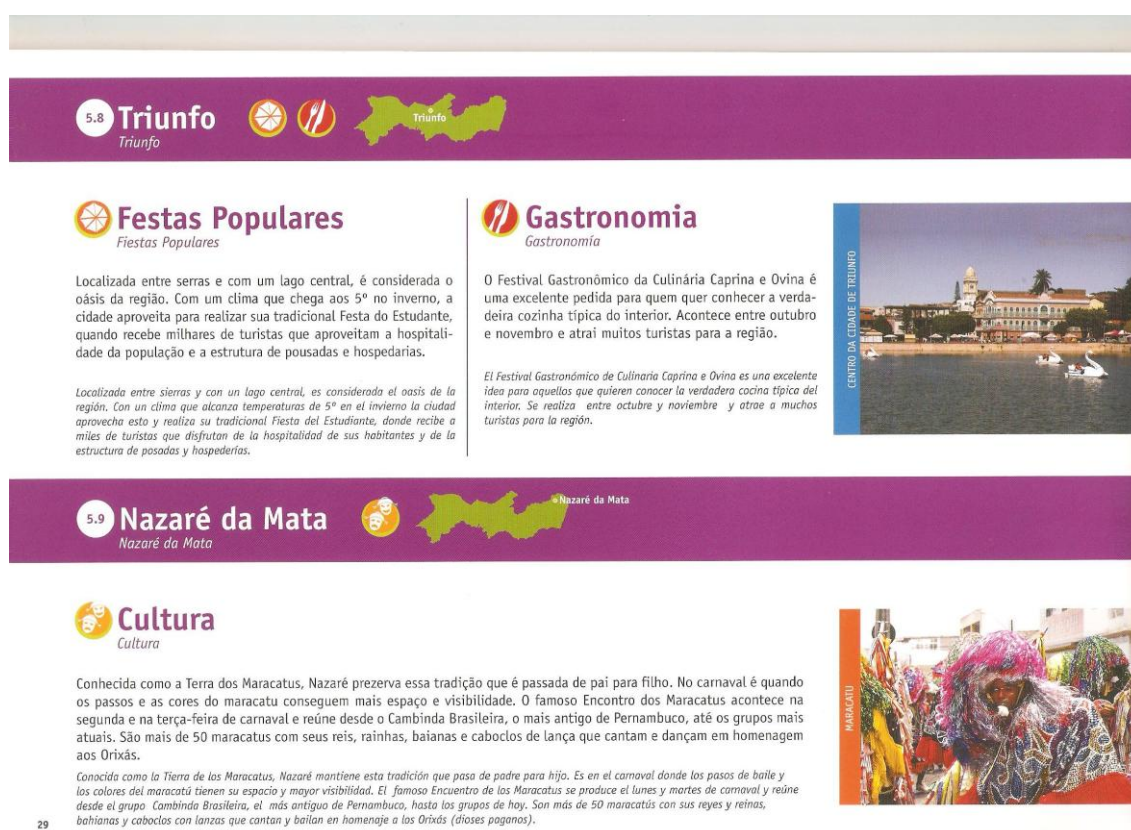 5.8 Triunfo
Triunfo
Triunfo
Festas Populares
Fiestas Populares
Localizada entre serras e com um lago central, é considerada o
oásis da região. Com um clima que chega aos 5º no inverno, a
cidade aproveita para realizar sua tradicional Festa do Estudante,
quando recebe milhares de turistas que aproveitam a hospitali-
dade da população e a estrutura de pousadas e hospedarias.
Localizada entre sierras y con un lago central, es considerada el oasis de la
región. Con un clima que alcanza temperaturas de 5º en el invierno la ciudad
aprovecha esto y realiza su tradicional Fiesta del Estudiante, donde recibe a
miles de turistas que disfrutan de la hospitalidad de sus habitantes y de la
estructura de posadas y hospederías.
Gastronomia
Gastronomía
O Festival Gastronômico da Culinária Caprina e Ovina é
uma excelente pedida para quem quer conhecer a verda-
deira cozinha típica do interior. Acontece entre outubro
e novembro e atrai muitos turistas para a região.
El Festival Gastronómico de Culinaria Caprina e Ovina es una excelente
idea para aquellos que quieren conocer la verdadera cocina típica del
interior. Se realiza entre octubre y noviembre y atrae a muchos
turistas para la región.
CENTRO DA CIDADE DE TRIUNFO
5.9 Nazaré da Mata
Nazaré da Mata
Nazaré da Mata
Cultura
Cultura
Conhecida como a Terra dos Maracatus, Nazaré prezerva essa tradição que é passada de pai para filho. No carnaval é quando
os passos e as cores do maracatu conseguem mais espaço e visibilidade. O famoso Encontro dos Maracatus acontece na
segunda e na terça-feira de carnaval e reúne desde o Cambinda Brasileira, o mais antigo de Pernambuco, até os grupos mais
atuais. São mais de 50 maracatus com seus reis, rainhas, baianas e caboclos de lança que cantam e dançam em homenagem
aos Orixás.
Conocida como la Tierra de los Maracatus, Nazaré mantiene esta tradición que pasa de padre para hijo. Es en el carnaval donde los pasos de baile y
los colores del maracatú tienen su espacio y mayor visibilidad. El famoso Encuentro de los Maracatus se produce el lunes y martes de carnaval y reúne
desde el grupo Cambinda Brasileira, el más antiguo de Pernambuco, hasta los grupos de hoy. Son más de 50 maracatús con sus reyes y reinas,
bahianas y caboclos con lanzas que cantan y bailan en homenaje a los Orixás (dioses paganos).
MARACATU
29